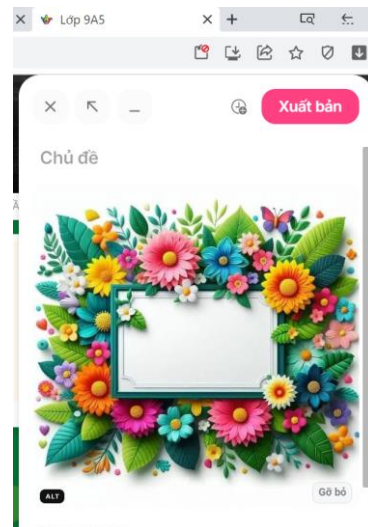 Lớp 9A5
Xuất bản
Chủ đề
ALT
Gỡ bỏ